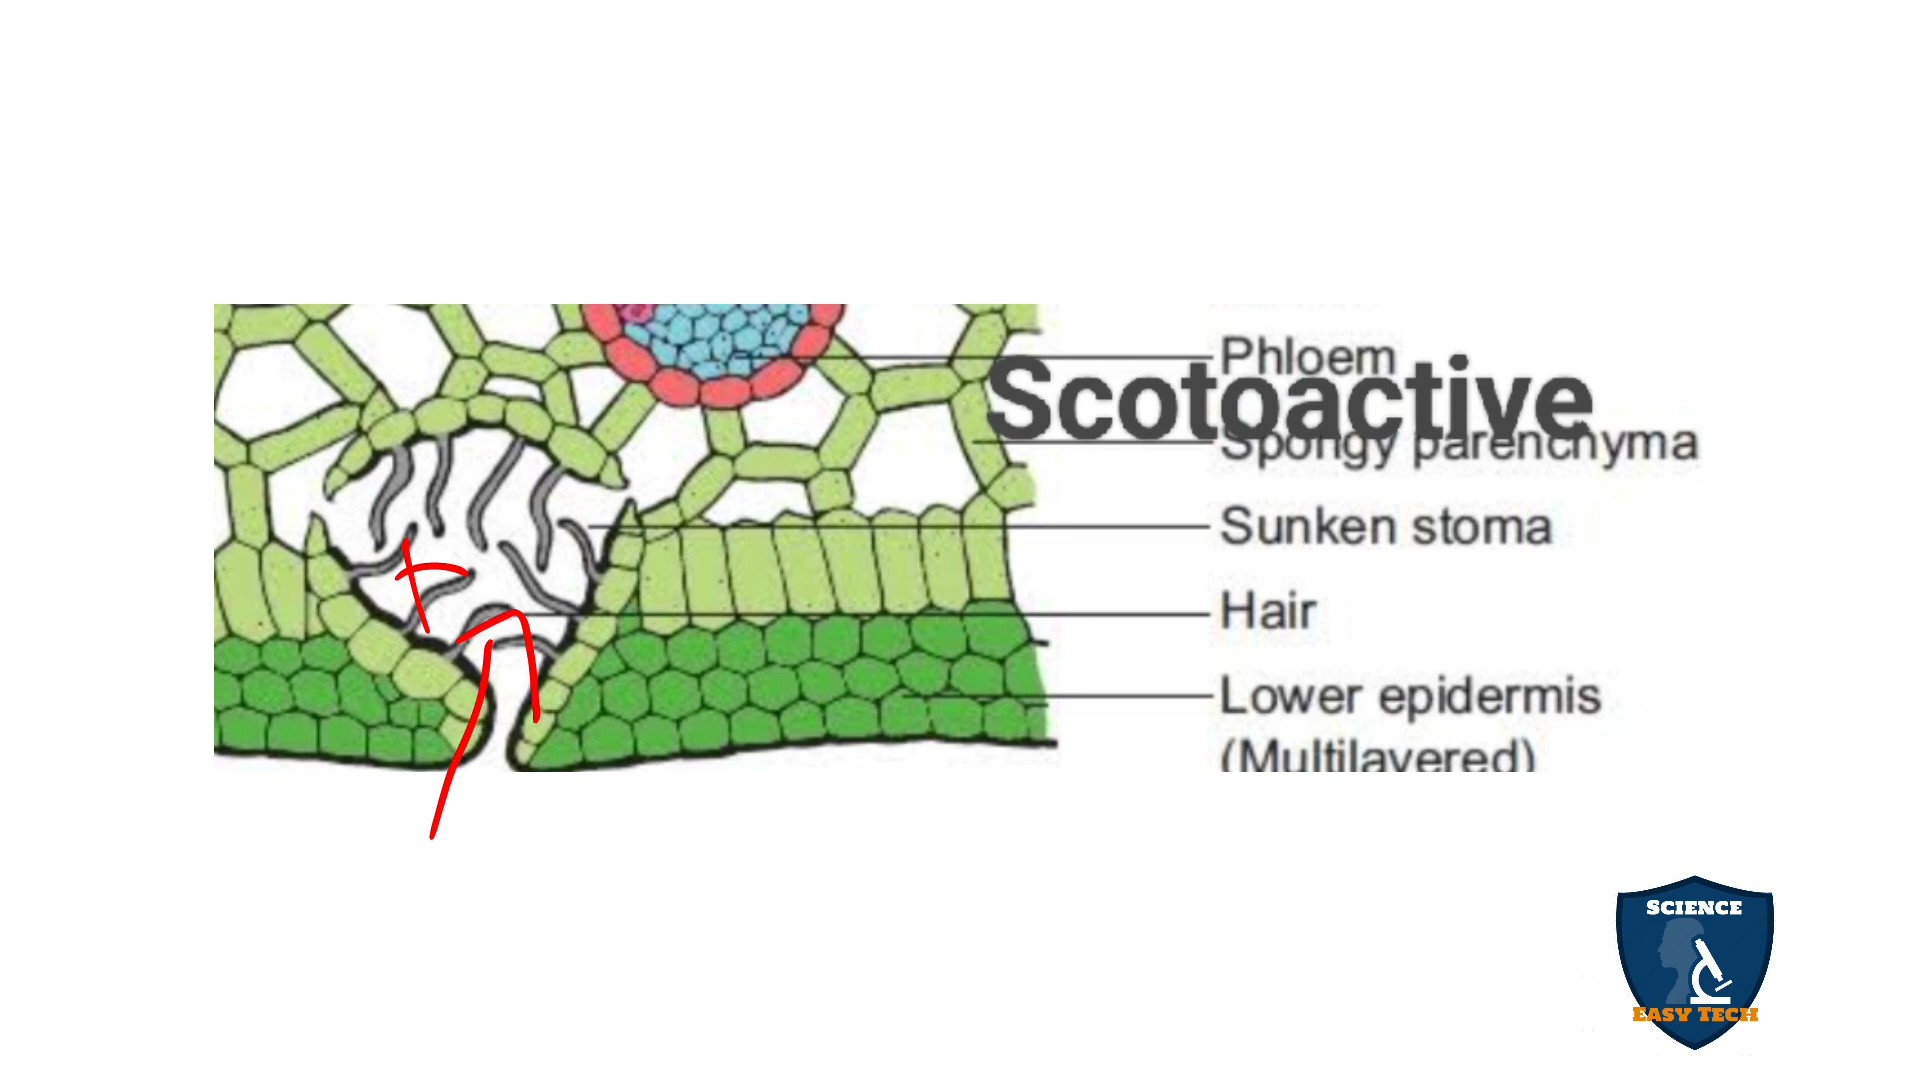 Phloem
Scotoactive
Spongy parenchyma
Sunken stoma
Hair
Lower epidermis
(Multilayered)
SCIENCE
EASY TECH